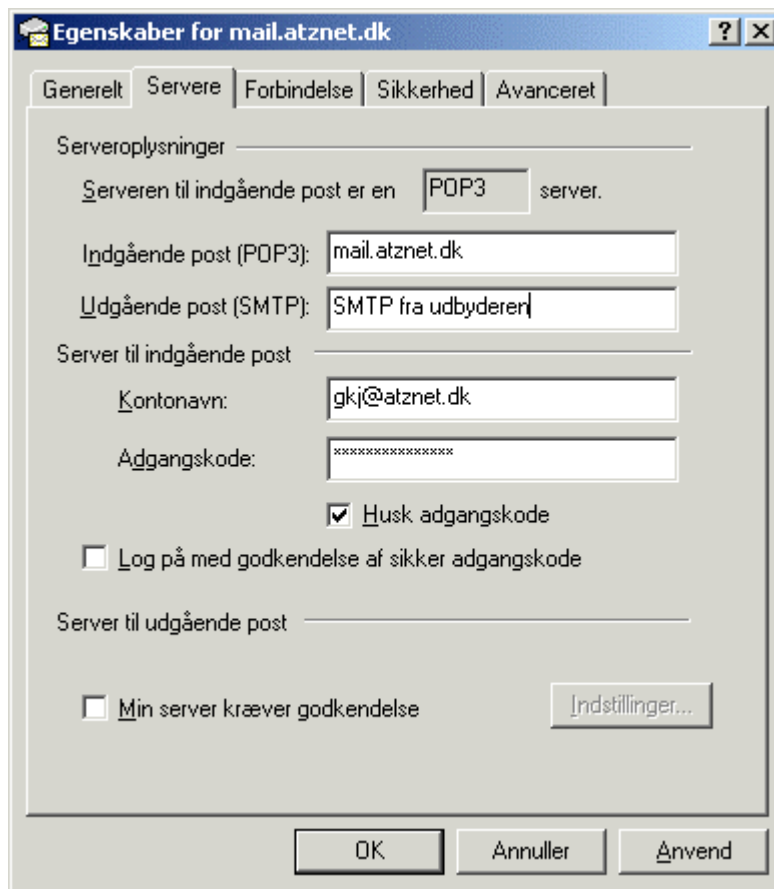 Egenskaber for mail.atznet.dk
Generelt Servere Forbindelse Sikkerhed Avanceret
Serveroplysninger
Serveren til indgående post er en POP3 server.
Indgående post (POP3): mail.atznet.dk
Udgående post (SMTP): SMTP fra udbyderen
Server til indgående post
Kontonavn: gkj@atznet.dk
Adgangskode: ***************
Husk adgangskode
Log på med godkendelse af sikker adgangskode
Server til udgående post
Min server kræver godkendelse Indstillinger...
OK Annuller Anvend